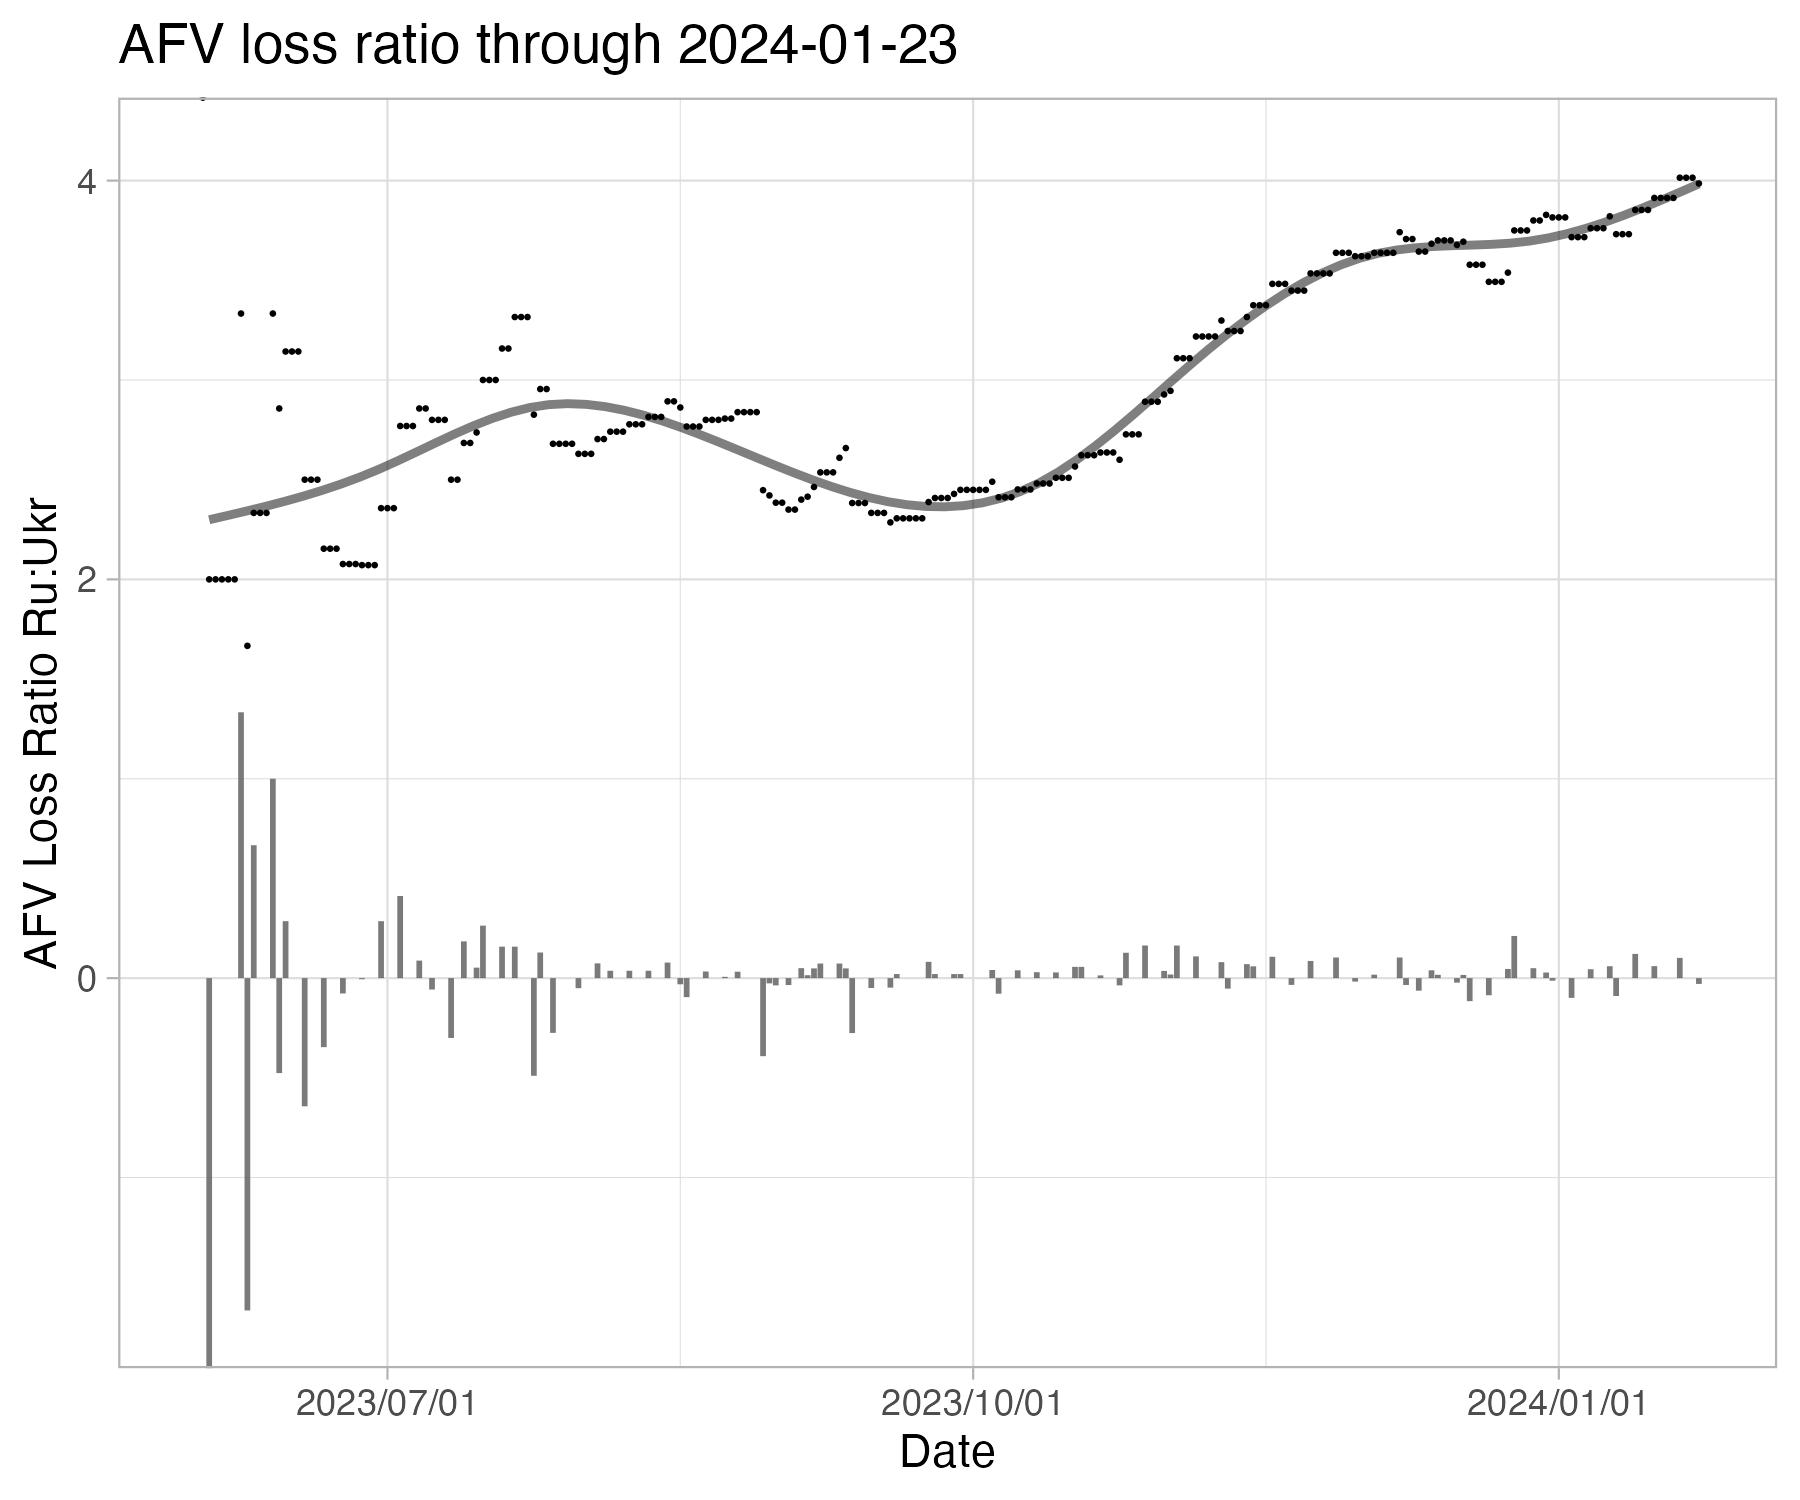 AFV loss ratio through 2024-01-23
AFV Loss Ratio Ru:Ukr
4
2
0
2023/07/01
2023/10/01
2024/01/01
Date